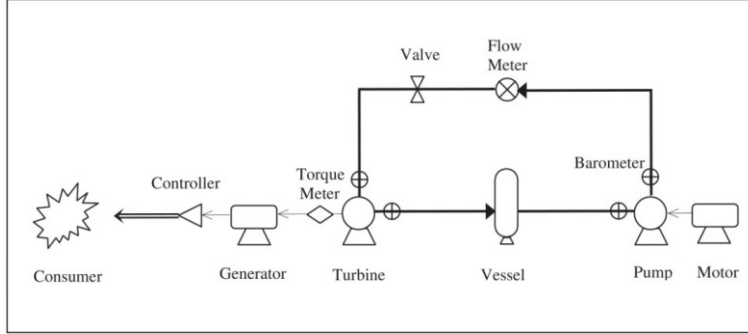 Valve
Flow
Meter
Barometer
Torque
Meter
Controller
Consumer
Generator
Turbine
Vessel
Pump
Motor